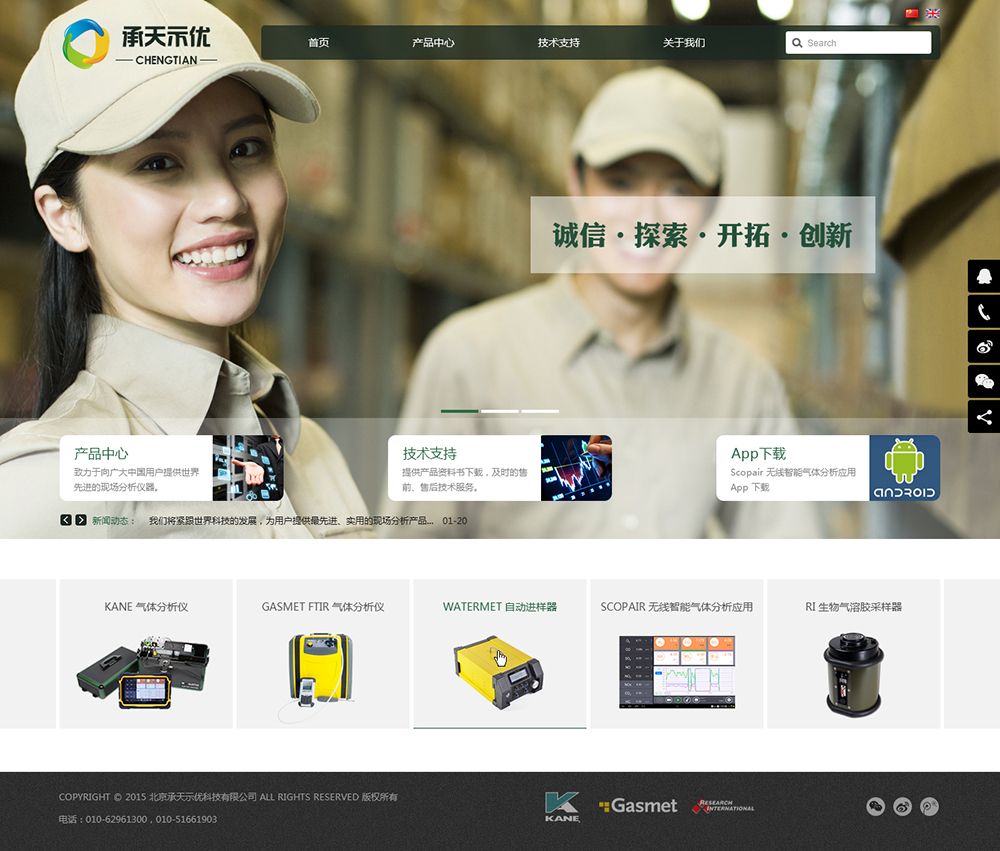 承天示优
CHENGTIAN
首页
产品中心
技术支持
关于我们
Search
诚信·探索·开拓·创新
产品中心
致力于向广大中国用户提供世界
先进的现场分析仪器。
技术支持
提供产品资料书下载，及时的售
前、售后技术服务。
App下载
Scopair 无线智能气体分析应用
App 下载
ANDROID
新闻动态：
我们将紧跟世界科技的发展，为用户提供最先进、实用的现场分析产品... 01-20
KANE 气体分析仪
GASMET FTIR 气体分析仪
WATERMET 自动进样器
SCOPAIR 无线智能气体分析应用
RI 生物气溶胶采样器
COPYRIGHT © 2015 北京承天示优科技有限公司 ALL RIGHTS RESERVED 版权所有
电话：010-62961300，010-51661903
KANE
Gasmet
RESEARCH
INTERNATIONAL